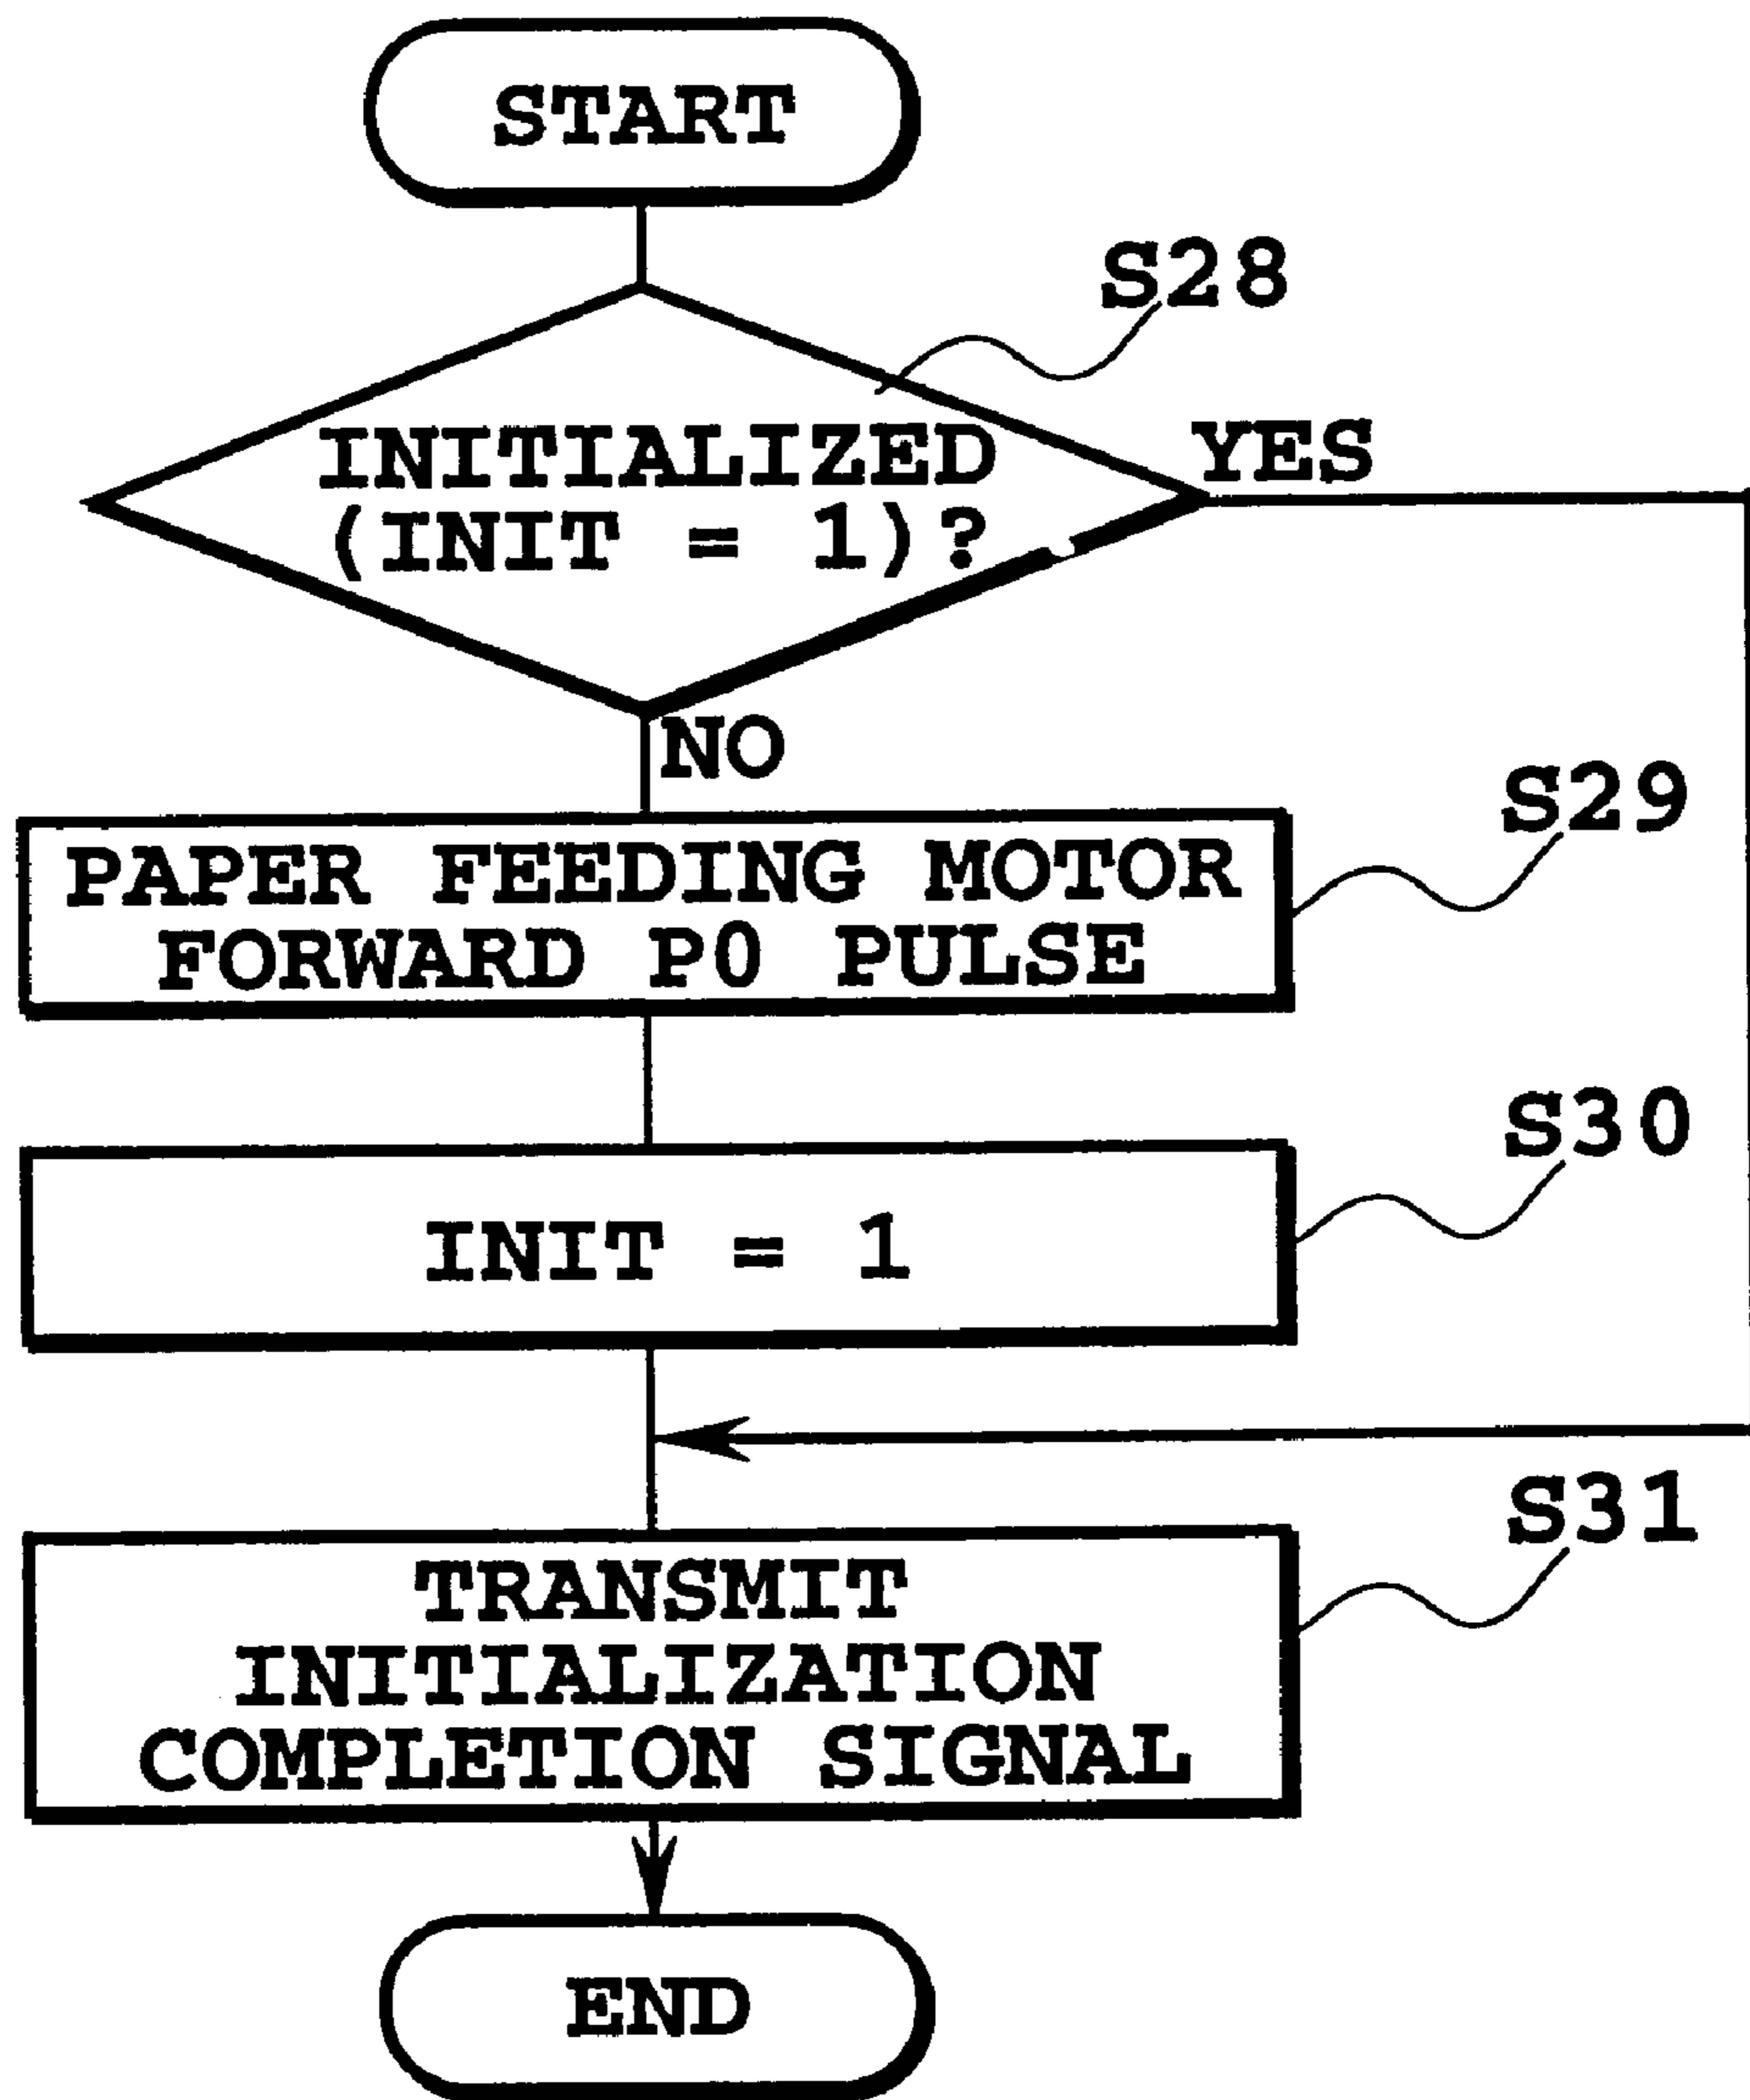 START
S28
INITIALIZED
(INIT = 1)?
YES
NO
S29
PAPER FEEDING MOTOR
FORWARD P0 PULSE
S30
INIT = 1
S31
TRANSMIT
INITIALIZATION
COMPLETION SIGNAL
END